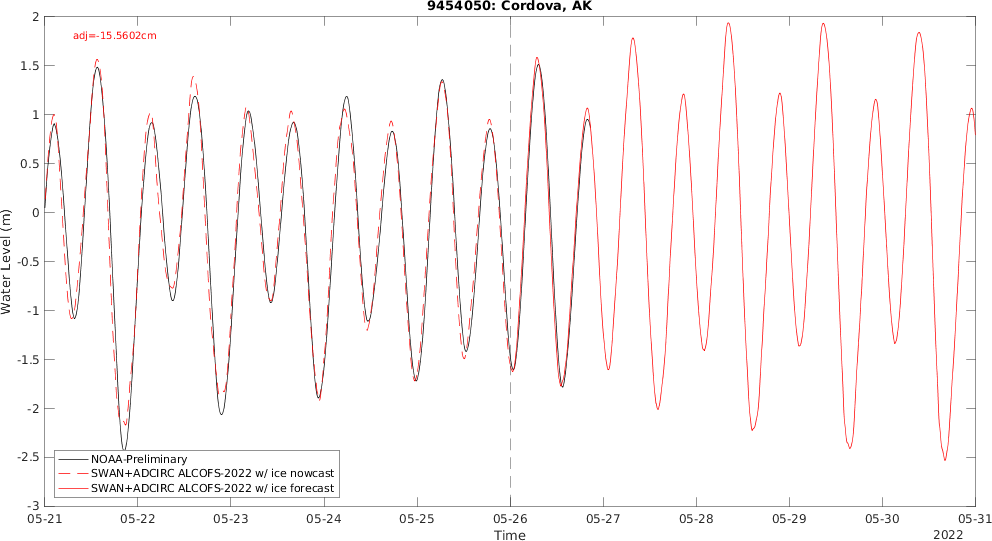 9454050: Cordova, AK
adj=-15.5602cm
2
1.5
1
0.5
0
-0.5
-1
-1.5
-2
-2.5
-3
Water Level (m)
NOAA-Preliminary
SWAN+ADCIRC ALCOFS-2022 w/ ice nowcast
SWAN+ADCIRC ALCOFS-2022 w/ ice forecast
05-21 05-22 05-23 05-24 05-25 05-26 05-27 05-28 05-29 05-30 05-31
Time
2022